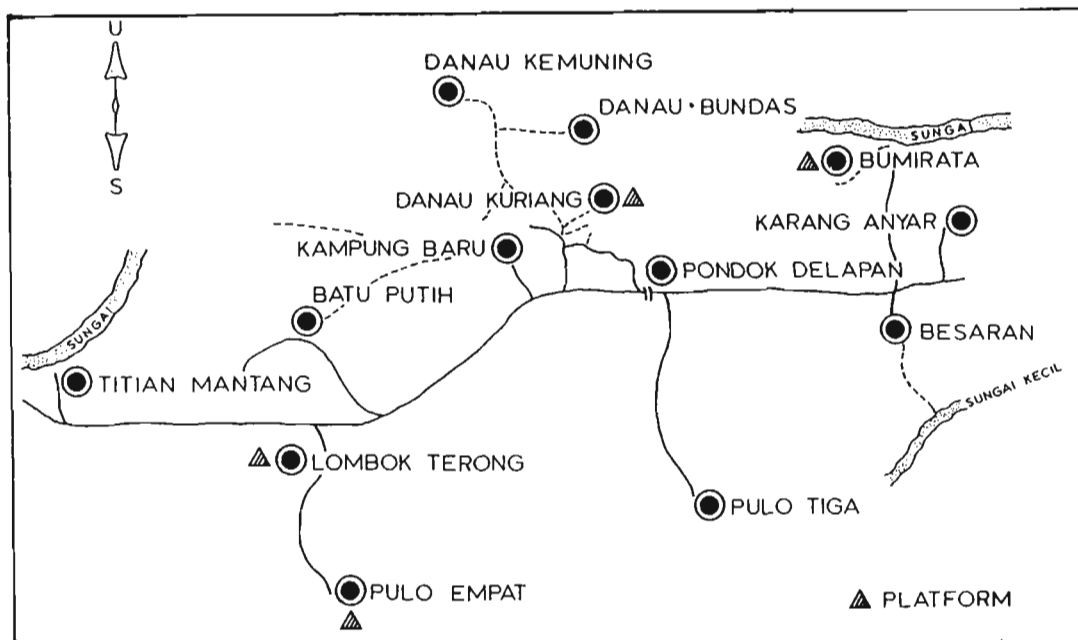 U
DANAU KEMUNING
DANAU • BUNDAS
SUNGAI
BUMIRATA
S
DANAU KURIANG
KARANG ANYAR
KAMPUNG BARU
PONDOK DELAPAN
BATU PUTIH
SUNGAI
BESARAN
TITIAN MANTANG
SUNGAI KECIL
LOMBOK TERONG
PULO TIGA
PULO EMPAT
PLATFORM